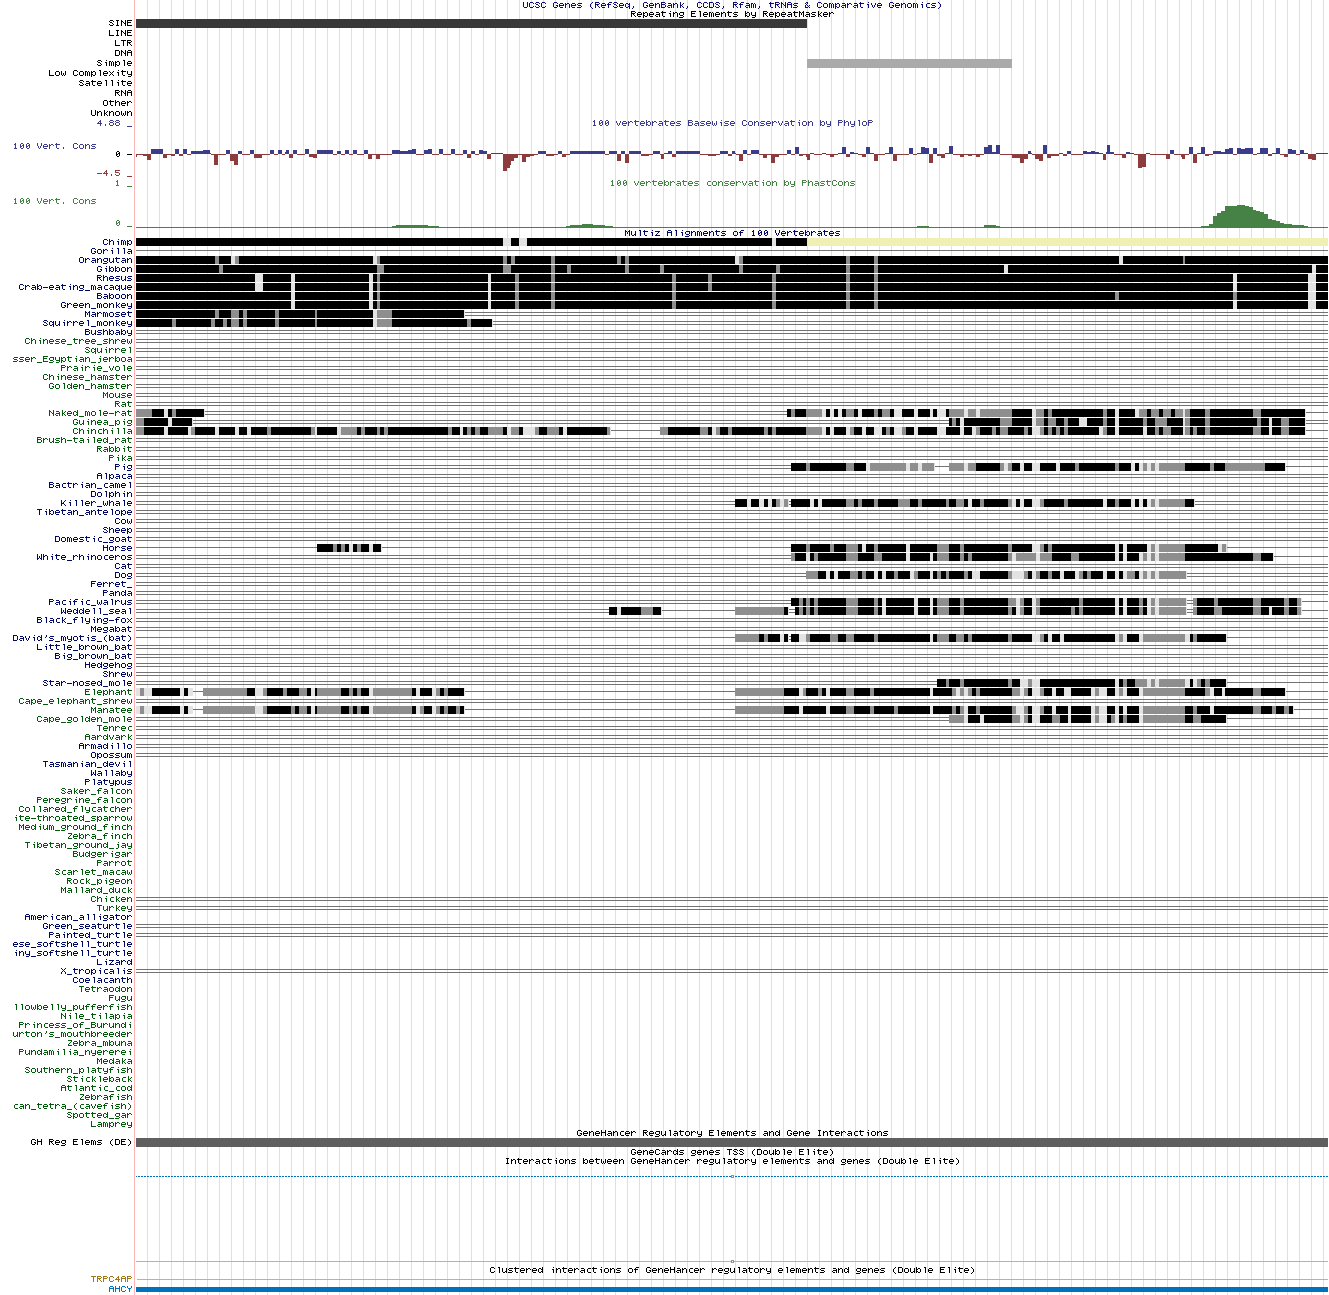 UCSC Genes (RefSeq, GenBank, CCDS, Rfam, tRNAs & Comparative Genomics)
Repeating Elements by RepeatMasker
SINE
LINE
LTR
DNA
Simple
Low Complexity
Satellite
RNA
Other
Unknown
4.88 _
100 vertebrates Basewise Conservation by PhyloP
100 Vert. Cons
0 -
-4.5 _
100 vertebrates conservation by PhastCons
1 _
100 Vert. Cons
0 _
Multiz Alignments of 100 Vertebrates
Chimp
Gorilla
Orangutan
Gibbon
Rhesus
Crab-eating_macaque
Baboon
Green_monkey
Marmoset
Squirrel_monkey
Bushbaby
Chinese_tree_shrew
Squirrel
sser_Egyptian_jerboa
Prairie_vole
Chinese_hamster
Golden_hamster
Mouse
Rat
Naked_mole-rat
Guinea_pig
Chinchilla
Brush-tailed_rat
Rabbit
Pika
Pig
Alpaca
Bactrian_camel
Dolphin
Killer_whale
Tibetan_antelope
Cow
Sheep
Domestic_goat
Horse
White_rhinoceros
Cat
Dog
Ferret_
Panda
Pacific_walrus
Weddell_seal
Black_flying-fox
Megabat
David's_myotis_(bat)
Little_brown_bat
Big_brown_bat
Hedgehog
Shrew
Star-nosed_mole
Elephant
Cape_elephant_shrew
Manatee
Cape_golden_mole
Tenrec
Aardvark
Armadillo
Opossum
Tasmanian_devil
Wallaby
Platypus
Saker_falcon
Peregrine_falcon
Collared_flycatcher
ite-throated_sparrow
Medium_ground_finch
Zebra_finch
Tibetan_ground_jay
Budgerigar
Parrot
Scarlet_macaw
Rock_pigeon
Mallard_duck
Chicken
Turkey
American_alligator
Green_seaturtle
Painted_turtle
ese_softshell_turtle
iny_softshell_turtle
Lizard
X_tropicalis
Coelacanth
Tetraodon
Fugu
llowbelly_pufferfish
Nile_tilapia
Princess_of_Burundi
urton's_mouthbreeder
Zebra_mbuna
Pundamilia_nyererei
Medaka
Southern_platyfish
Stickleback
Atlantic_cod
Zebrafish
can_tetra_(cavefish)
Spotted_gar
Lamprey
GeneHancer Regulatory Elements and Gene Interactions
GH Reg Elems (DE)
GeneCards genes TSS (Double Elite)
Interactions between GeneHancer regulatory elements and genes (Double Elite)
Clustered interactions of GeneHancer regulatory elements and genes (Double Elite)
TRPC4AP
AHCY